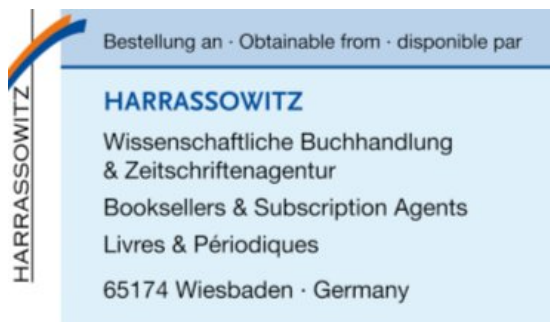 Bestellung an · Obtainable from · disponible par
HARRASSOWITZ
HARRASSOWITZ
Wissenschaftliche Buchhandlung
& Zeitschriftenagentur
Booksellers & Subscription Agents
Livres & Périodiques
65174 Wiesbaden · Germany